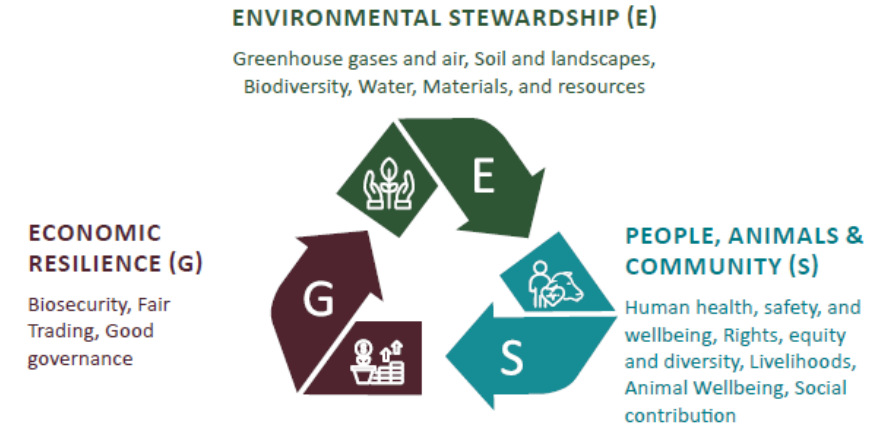 ENVIRONMENTAL STEWARDSHIP (E)
Greenhouse gases and air, Soil and landscapes,
Biodiversity, Water, Materials, and resources
E
ECONOMIC
RESILIENCE (G)
Biosecurity, Fair
Trading, Good
governance
G
PEOPLE, ANIMALS &
COMMUNITY (S)
Human health, safety, and
wellbeing, Rights, equity
and diversity, Livelihoods,
Animal Wellbeing, Social
contribution
S